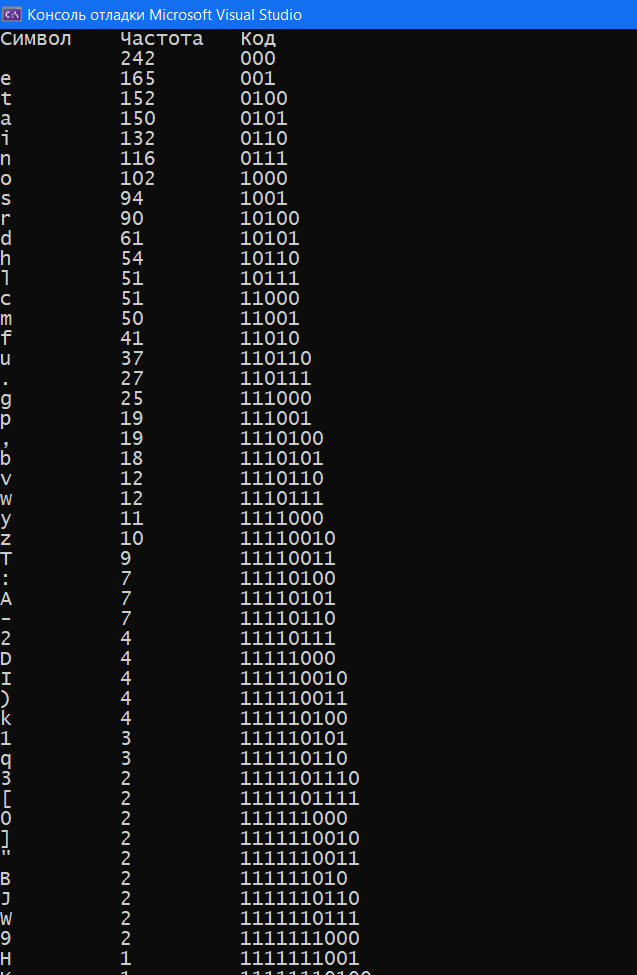 Консоль отладки Microsoft Visual Studio
Символ Частота Код
242 000
e 165 001
t 152 0100
a 150 0101
i 132 0110
n 116 0111
o 102 1000
s 94 1001
r 90 10100
d 61 10101
h 54 10110
l 51 10111
c 51 11000
m 50 11001
f 41 11010
u 37 110110
. 27 110111
g 25 111000
p 19 111001
, 19 1110100
b 18 1110101
v 12 1110110
w 12 1110111
y 11 1111000
z 10 11110010
T 9 11110011
: 7 11110100
A 7 11110101
- 7 11110110
2 4 11110111
D 4 11111000
I 4 111110010
) 4 111110011
k 4 111110100
1 3 111110101
q 3 111110110
3 2 1111101110
[ 2 1111101111
0 2 111111000
] 2 1111110010
" 2 1111110011
B 2 111111010
J 2 1111110110
W 2 1111110111
9 2 1111111000
H 1 1111111001